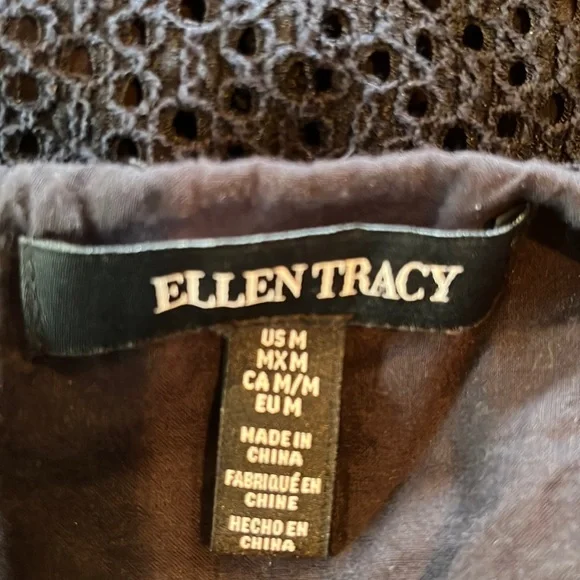 ELLEN TRACY
US M
MX M
CA M/M
EU M
MADE IN
CHINA
FABRIQUÉ EN
CHINE
HECHO EN
CHINA